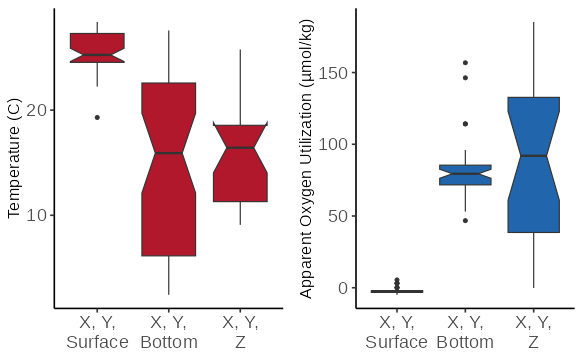 Temperature (C)
20
10
X, Y,
Surface
X, Y,
Bottom
X, Y,
Z
Apparent Oxygen Utilization (μmol/kg)
150
100
50
0
X, Y,
Surface
X, Y,
Bottom
X, Y,
Z